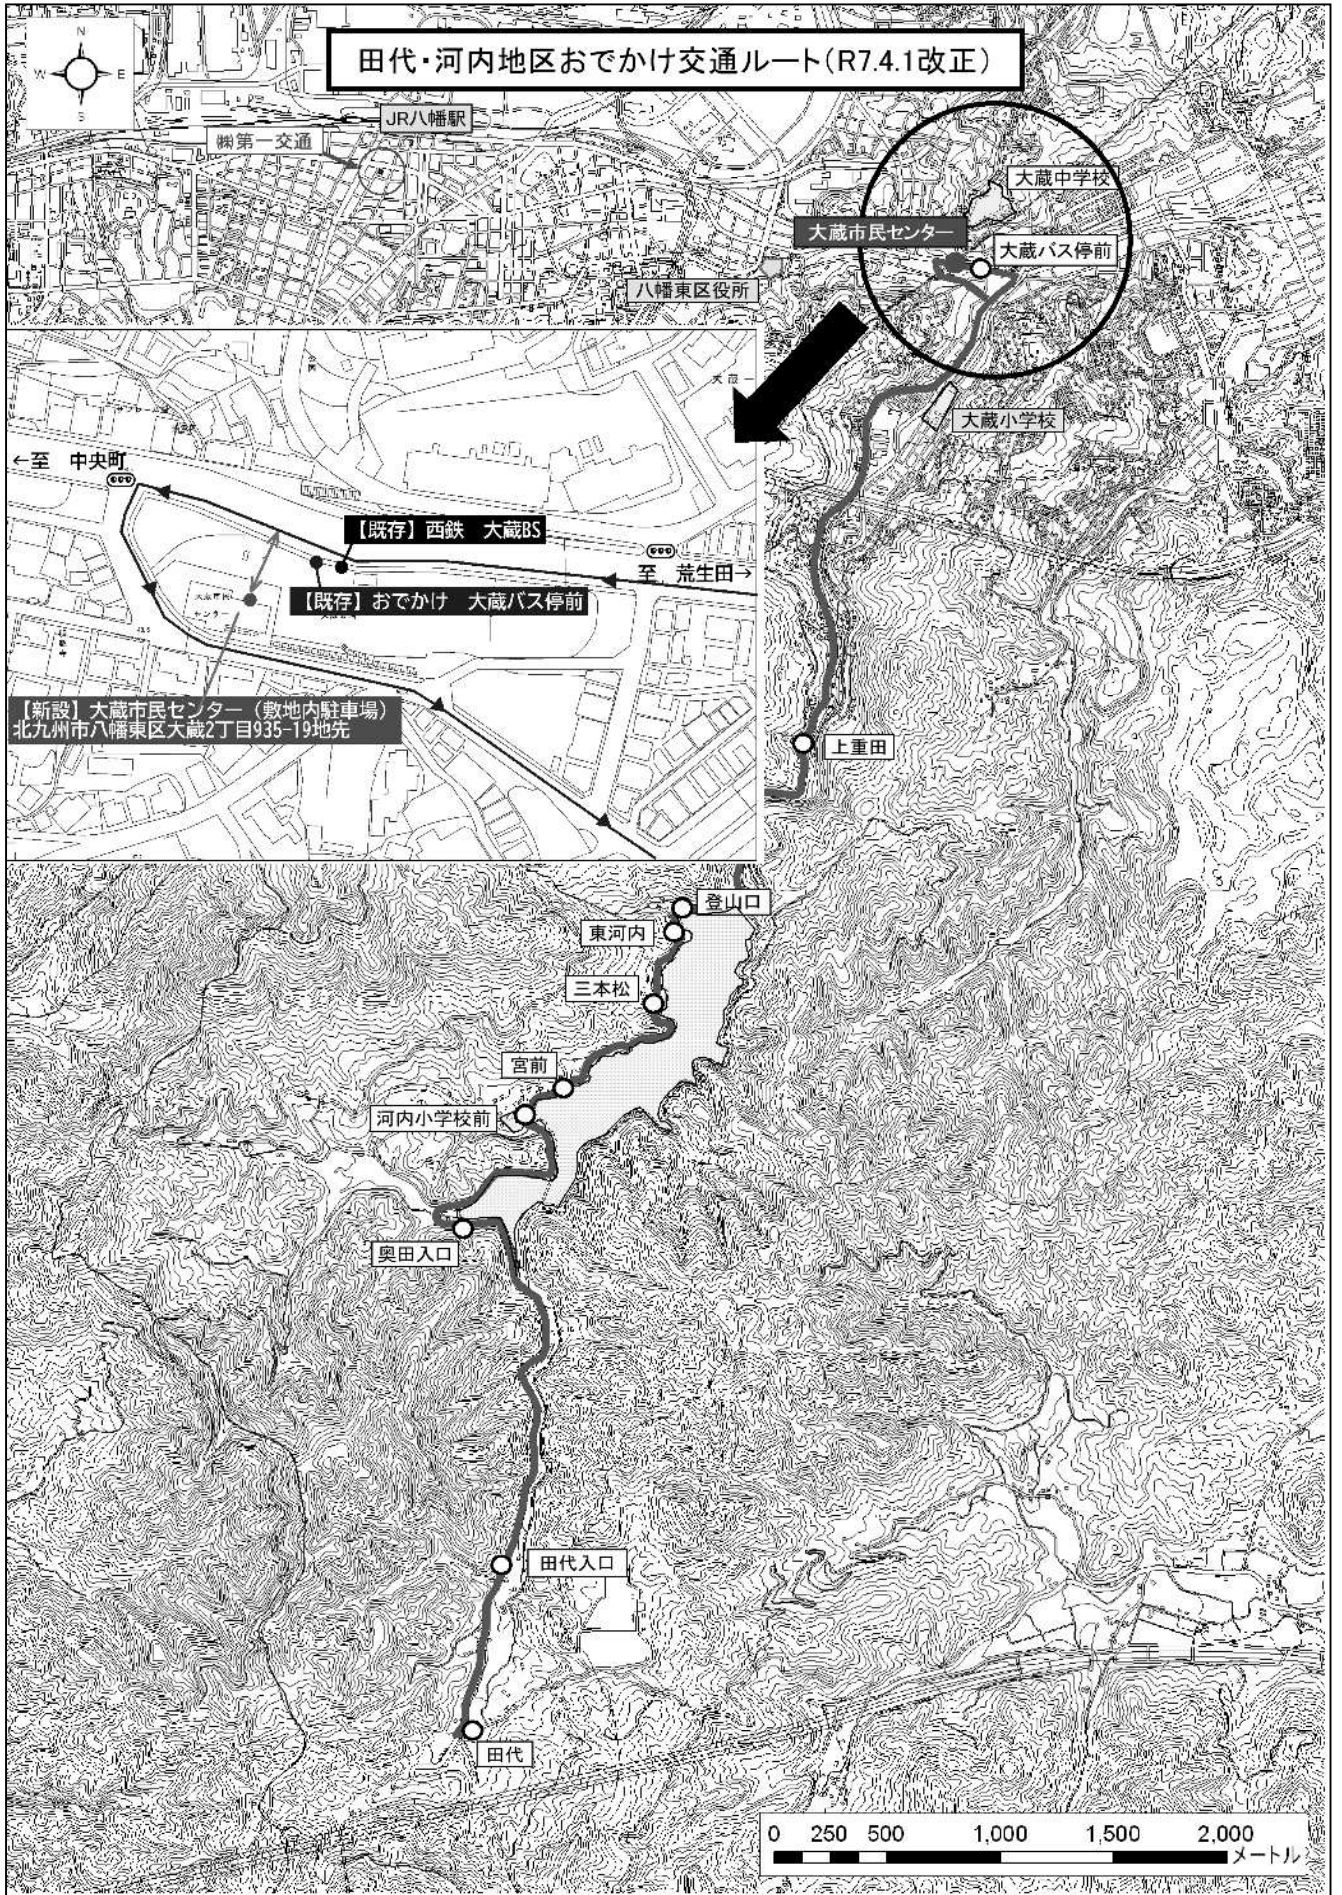 田代・河内地区おでかけ交通ルート(R7.4.1改正)
N
W
E
S
JR八幡駅
㈱第一交通
大蔵中学校
大蔵市民センター
大蔵バス停前
八幡東区役所
大蔵小学校
←至 中央町
【既存】西鉄 大蔵BS
至 荒生田→
【既存】おでかけ 大蔵バス停前
大蔵市民
センター
【新設】大蔵市民センター(敷地内駐車場)
北九州市八幡東区大蔵2丁目935-19地先
上重田
登山口
東河内
三本松
宮前
河内小学校前
奥田入口
田代入口
田代
0 250 500 1,000 1,500 2,000
メートル